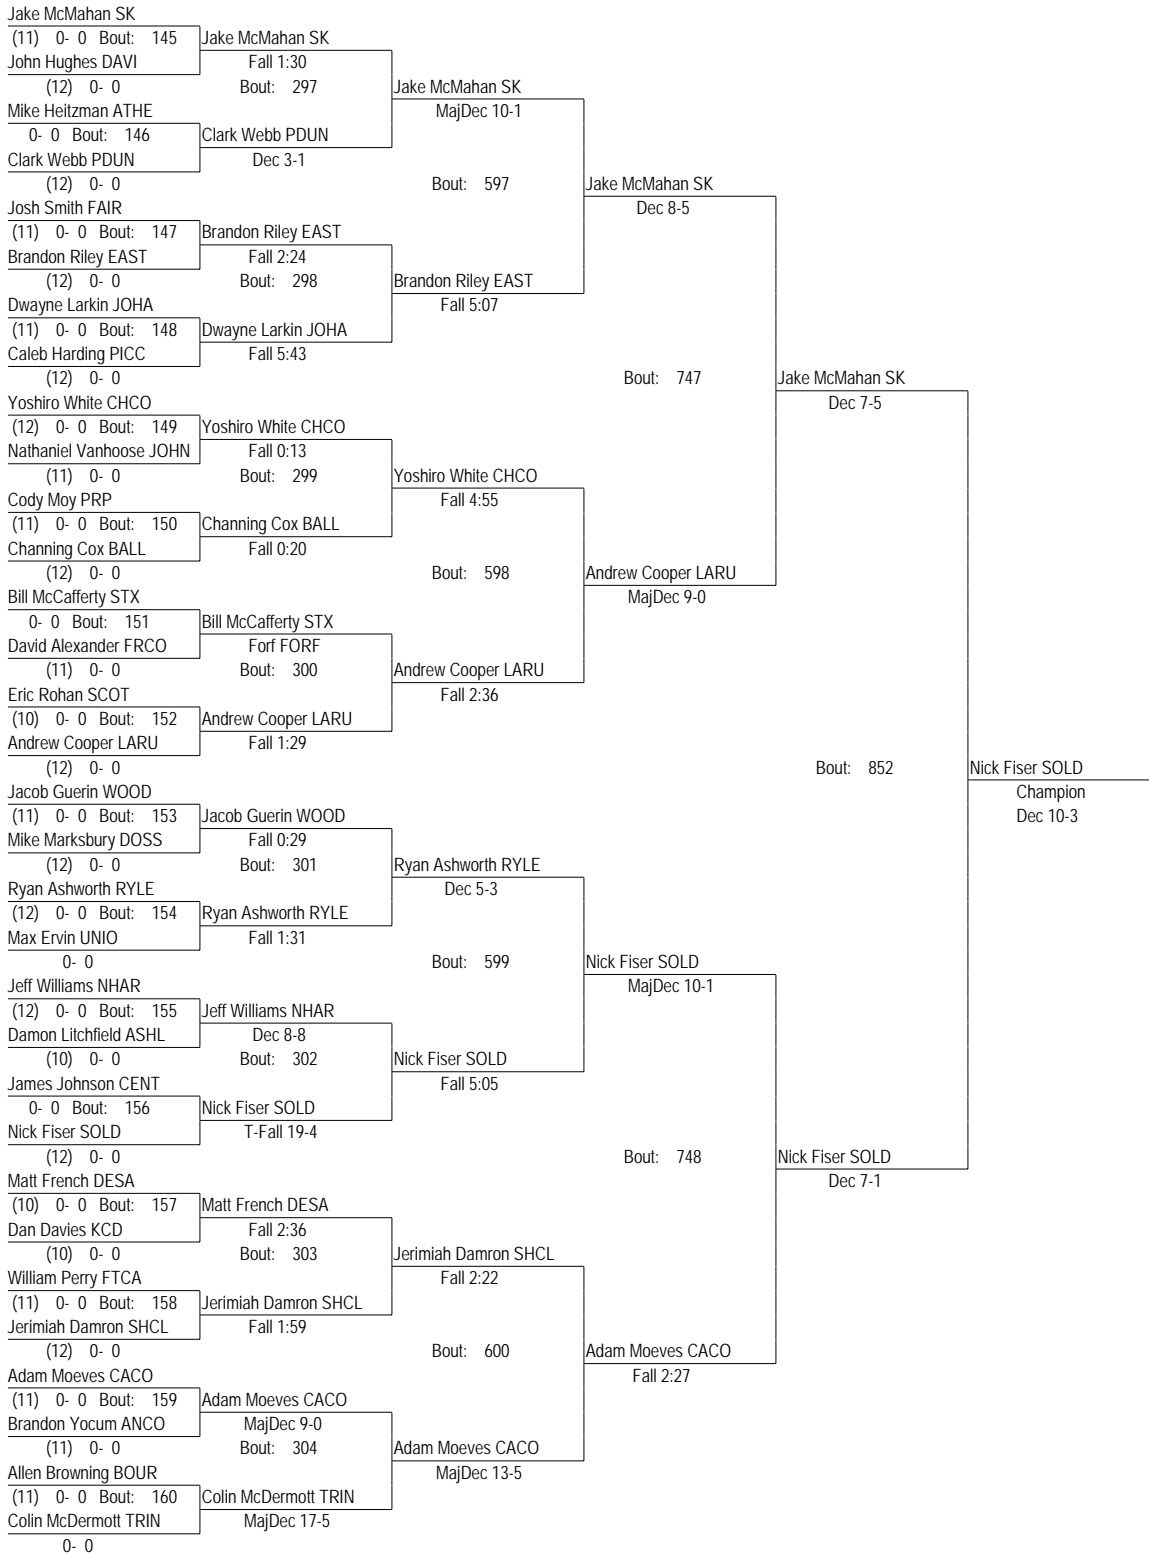 Jake McMahan SK
(11) 0- 0 Bout: 145 Jake McMahan SK
John Hughes DAVI Fall 1:30
(12) 0- 0 Bout: 297 Jake McMahan SK
Mike Heitzman ATHE MajDec 10-1
0- 0 Bout: 146 Clark Webb PDUN
Clark Webb PDUN Dec 3-1
(12) 0- 0 Bout: 597 Jake McMahan SK
Josh Smith FAIR Dec 8-5
(11) 0- 0 Bout: 147 Brandon Riley EAST
Brandon Riley EAST Fall 2:24
(12) 0- 0 Bout: 298 Brandon Riley EAST
Dwayne Larkin JOHA Fall 5:07
(11) 0- 0 Bout: 148 Dwayne Larkin JOHA
Caleb Harding PICC Fall 5:43
(12) 0- 0 Bout: 747 Jake McMahan SK
Yoshiro White CHCO Dec 7-5
(12) 0- 0 Bout: 149 Yoshiro White CHCO
Nathaniel Vanhoose JOHN Fall 0:13
(11) 0- 0 Bout: 299 Yoshiro White CHCO
Cody Moy PRP Fall 4:55
(11) 0- 0 Bout: 150 Channing Cox BALL
Channing Cox BALL Fall 0:20
(12) 0- 0 Bout: 598 Andrew Cooper LARU
Bill McCafferty STX MajDec 9-0
0- 0 Bout: 151 Bill McCafferty STX
David Alexander FRCO Forf FORF
(11) 0- 0 Bout: 300 Andrew Cooper LARU
Eric Rohan SCOT Fall 2:36
(10) 0- 0 Bout: 152 Andrew Cooper LARU
Andrew Cooper LARU Fall 1:29
(12) 0- 0 Bout: 852 Nick Fiser SOLD
Jacob Guerin WOOD Champion
(11) 0- 0 Bout: 153 Jacob Guerin WOOD Dec 10-3
Mike Marksbury DOSS Fall 0:29
(12) 0- 0 Bout: 301 Ryan Ashworth RYLE
Ryan Ashworth RYLE Dec 5-3
(12) 0- 0 Bout: 154 Ryan Ashworth RYLE
Max Ervin UNIO Fall 1:31
0- 0 Bout: 599 Nick Fiser SOLD
Jeff Williams NHAR MajDec 10-1
(12) 0- 0 Bout: 155 Jeff Williams NHAR
Damon Litchfield ASHL Dec 8-8
(10) 0- 0 Bout: 302 Nick Fiser SOLD
James Johnson CENT Fall 5:05
0- 0 Bout: 156 Nick Fiser SOLD
Nick Fiser SOLD T-Fall 19-4
(12) 0- 0 Bout: 748 Nick Fiser SOLD
Matt French DESA Dec 7-1
(10) 0- 0 Bout: 157 Matt French DESA
Dan Davies KCD Fall 2:36
(10) 0- 0 Bout: 303 Jerimiah Damron SHCL
William Perry FTCA Fall 2:22
(11) 0- 0 Bout: 158 Jerimiah Damron SHCL
Jerimiah Damron SHCL Fall 1:59
(12) 0- 0 Bout: 600 Adam Moeves CACO
Adam Moeves CACO Fall 2:27
(11) 0- 0 Bout: 159 Adam Moeves CACO
Brandon Yocum ANCO MajDec 9-0
(11) 0- 0 Bout: 304 Adam Moeves CACO
Allen Browning BOUR MajDec 13-5
(11) 0- 0 Bout: 160 Colin McDermott TRIN
Colin McDermott TRIN MajDec 17-5
0- 0